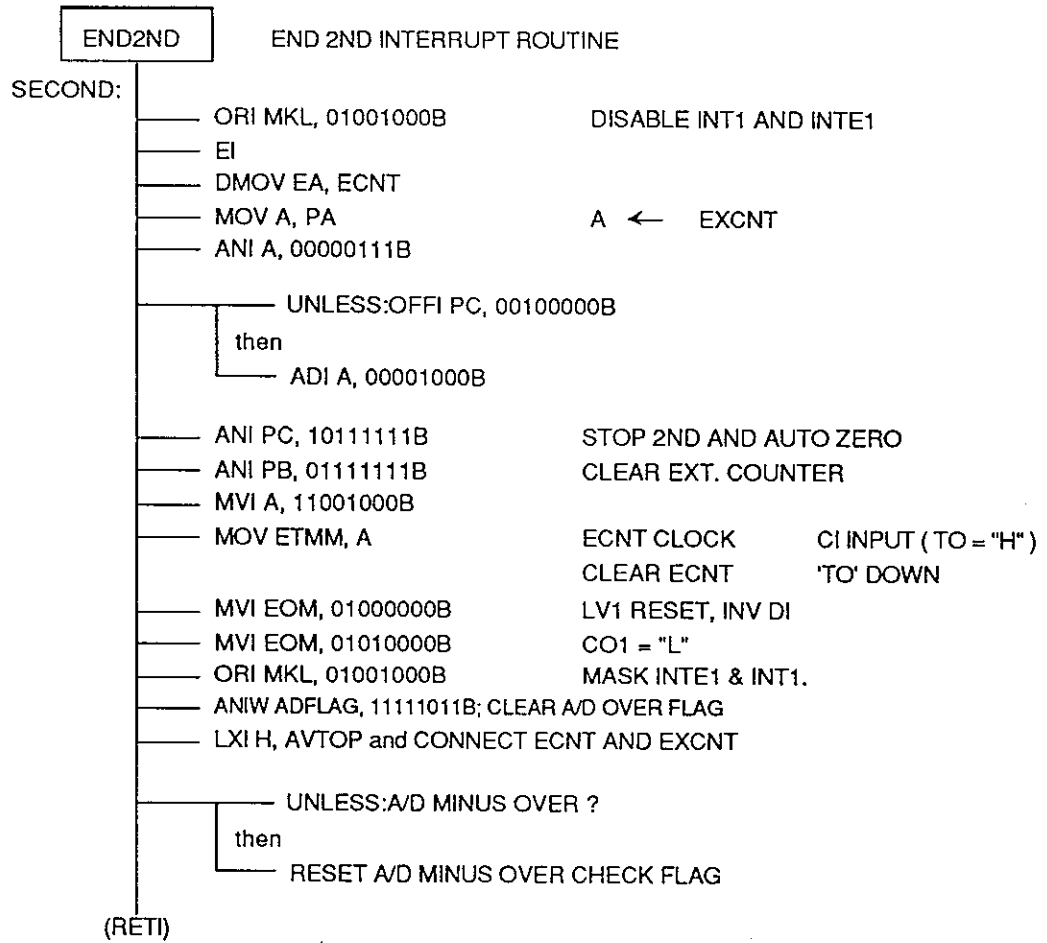 END2ND END 2ND INTERRUPT ROUTINE
SECOND:
ORI MKL, 01001000B DISABLE INT1 AND INTE1
EI
DMOV EA, ECNT
MOV A, PA A ← EXCNT
ANI A, 00000111B
UNLESS:OFFI PC, 00100000B
then
ADI A, 00001000B
ANI PC, 10111111B STOP 2ND AND AUTO ZERO
ANI PB, 01111111B CLEAR EXT. COUNTER
MVI A, 11001000B
MOV ETMM, A ECNT CLOCK CI INPUT ( TO = "H" )
CLEAR ECNT 'TO' DOWN
MVI EOM, 01000000B LV1 RESET, INV DI
MVI EOM, 01010000B CO1 = "L"
ORI MKL, 01001000B MASK INTE1 & INT1.
ANIW ADFLAG, 11111011B; CLEAR A/D OVER FLAG
LXI H, AVTOP and CONNECT ECNT AND EXCNT
UNLESS:A/D MINUS OVER ?
then
RESET A/D MINUS OVER CHECK FLAG
(RETI)